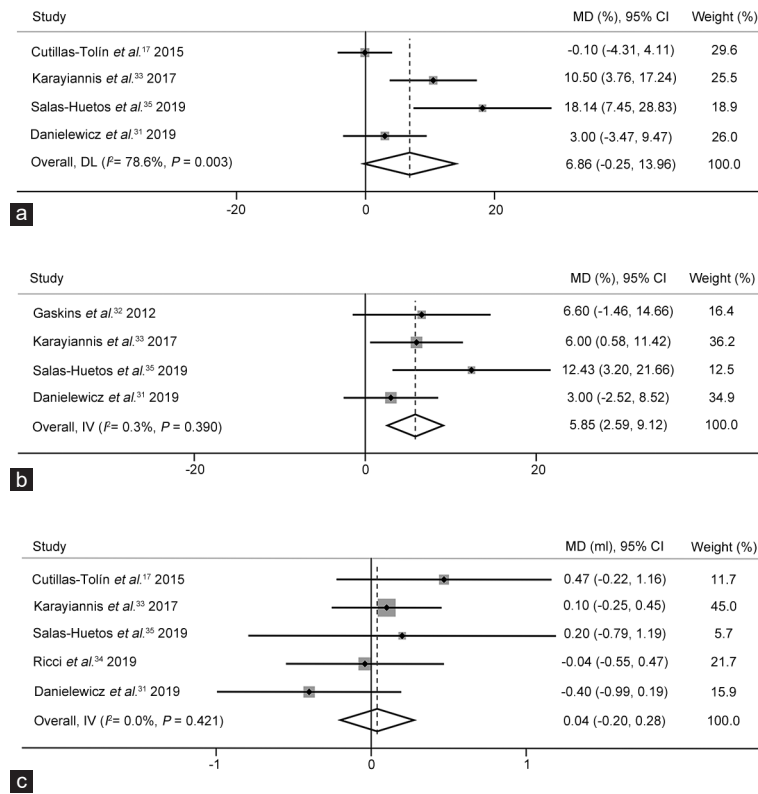 Study MD (%), 95% CI Weight (%)
Cutillas-Tolín et al.17 2015 -0.10 (-4.31, 4.11) 29.6
Karayiannis et al.33 2017 10.50 (3.76, 17.24) 25.5
Salas-Huetos et al.35 2019 18.14 (7.45, 28.83) 18.9
Danielewicz et al.31 2019 3.00 (-3.47, 9.47) 26.0
Overall, DL (I²= 78.6%, P = 0.003) 6.86 (-0.25, 13.96) 100.0
-20 0 20
a
Study MD (%), 95% CI Weight (%)
Gaskins et al.32 2012 6.60 (-1.46, 14.66) 16.4
Karayiannis et al.33 2017 6.00 (0.58, 11.42) 36.2
Salas-Huetos et al.35 2019 12.43 (3.20, 21.66) 12.5
Danielewicz et al.31 2019 3.00 (-2.52, 8.52) 34.9
Overall, IV (I²= 0.3%, P = 0.390) 5.85 (2.59, 9.12) 100.0
-20 0 20
b
Study MD (ml), 95% CI Weight (%)
Cutillas-Tolín et al.17 2015 0.47 (-0.22, 1.16) 11.7
Karayiannis et al.33 2017 0.10 (-0.25, 0.45) 45.0
Salas-Huetos et al.35 2019 0.20 (-0.79, 1.19) 5.7
Ricci et al.34 2019 -0.04 (-0.55, 0.47) 21.7
Danielewicz et al.31 2019 -0.40 (-0.99, 0.19) 15.9
Overall, IV (I²= 0.0%, P = 0.421) 0.04 (-0.20, 0.28) 100.0
-1 0 1
c